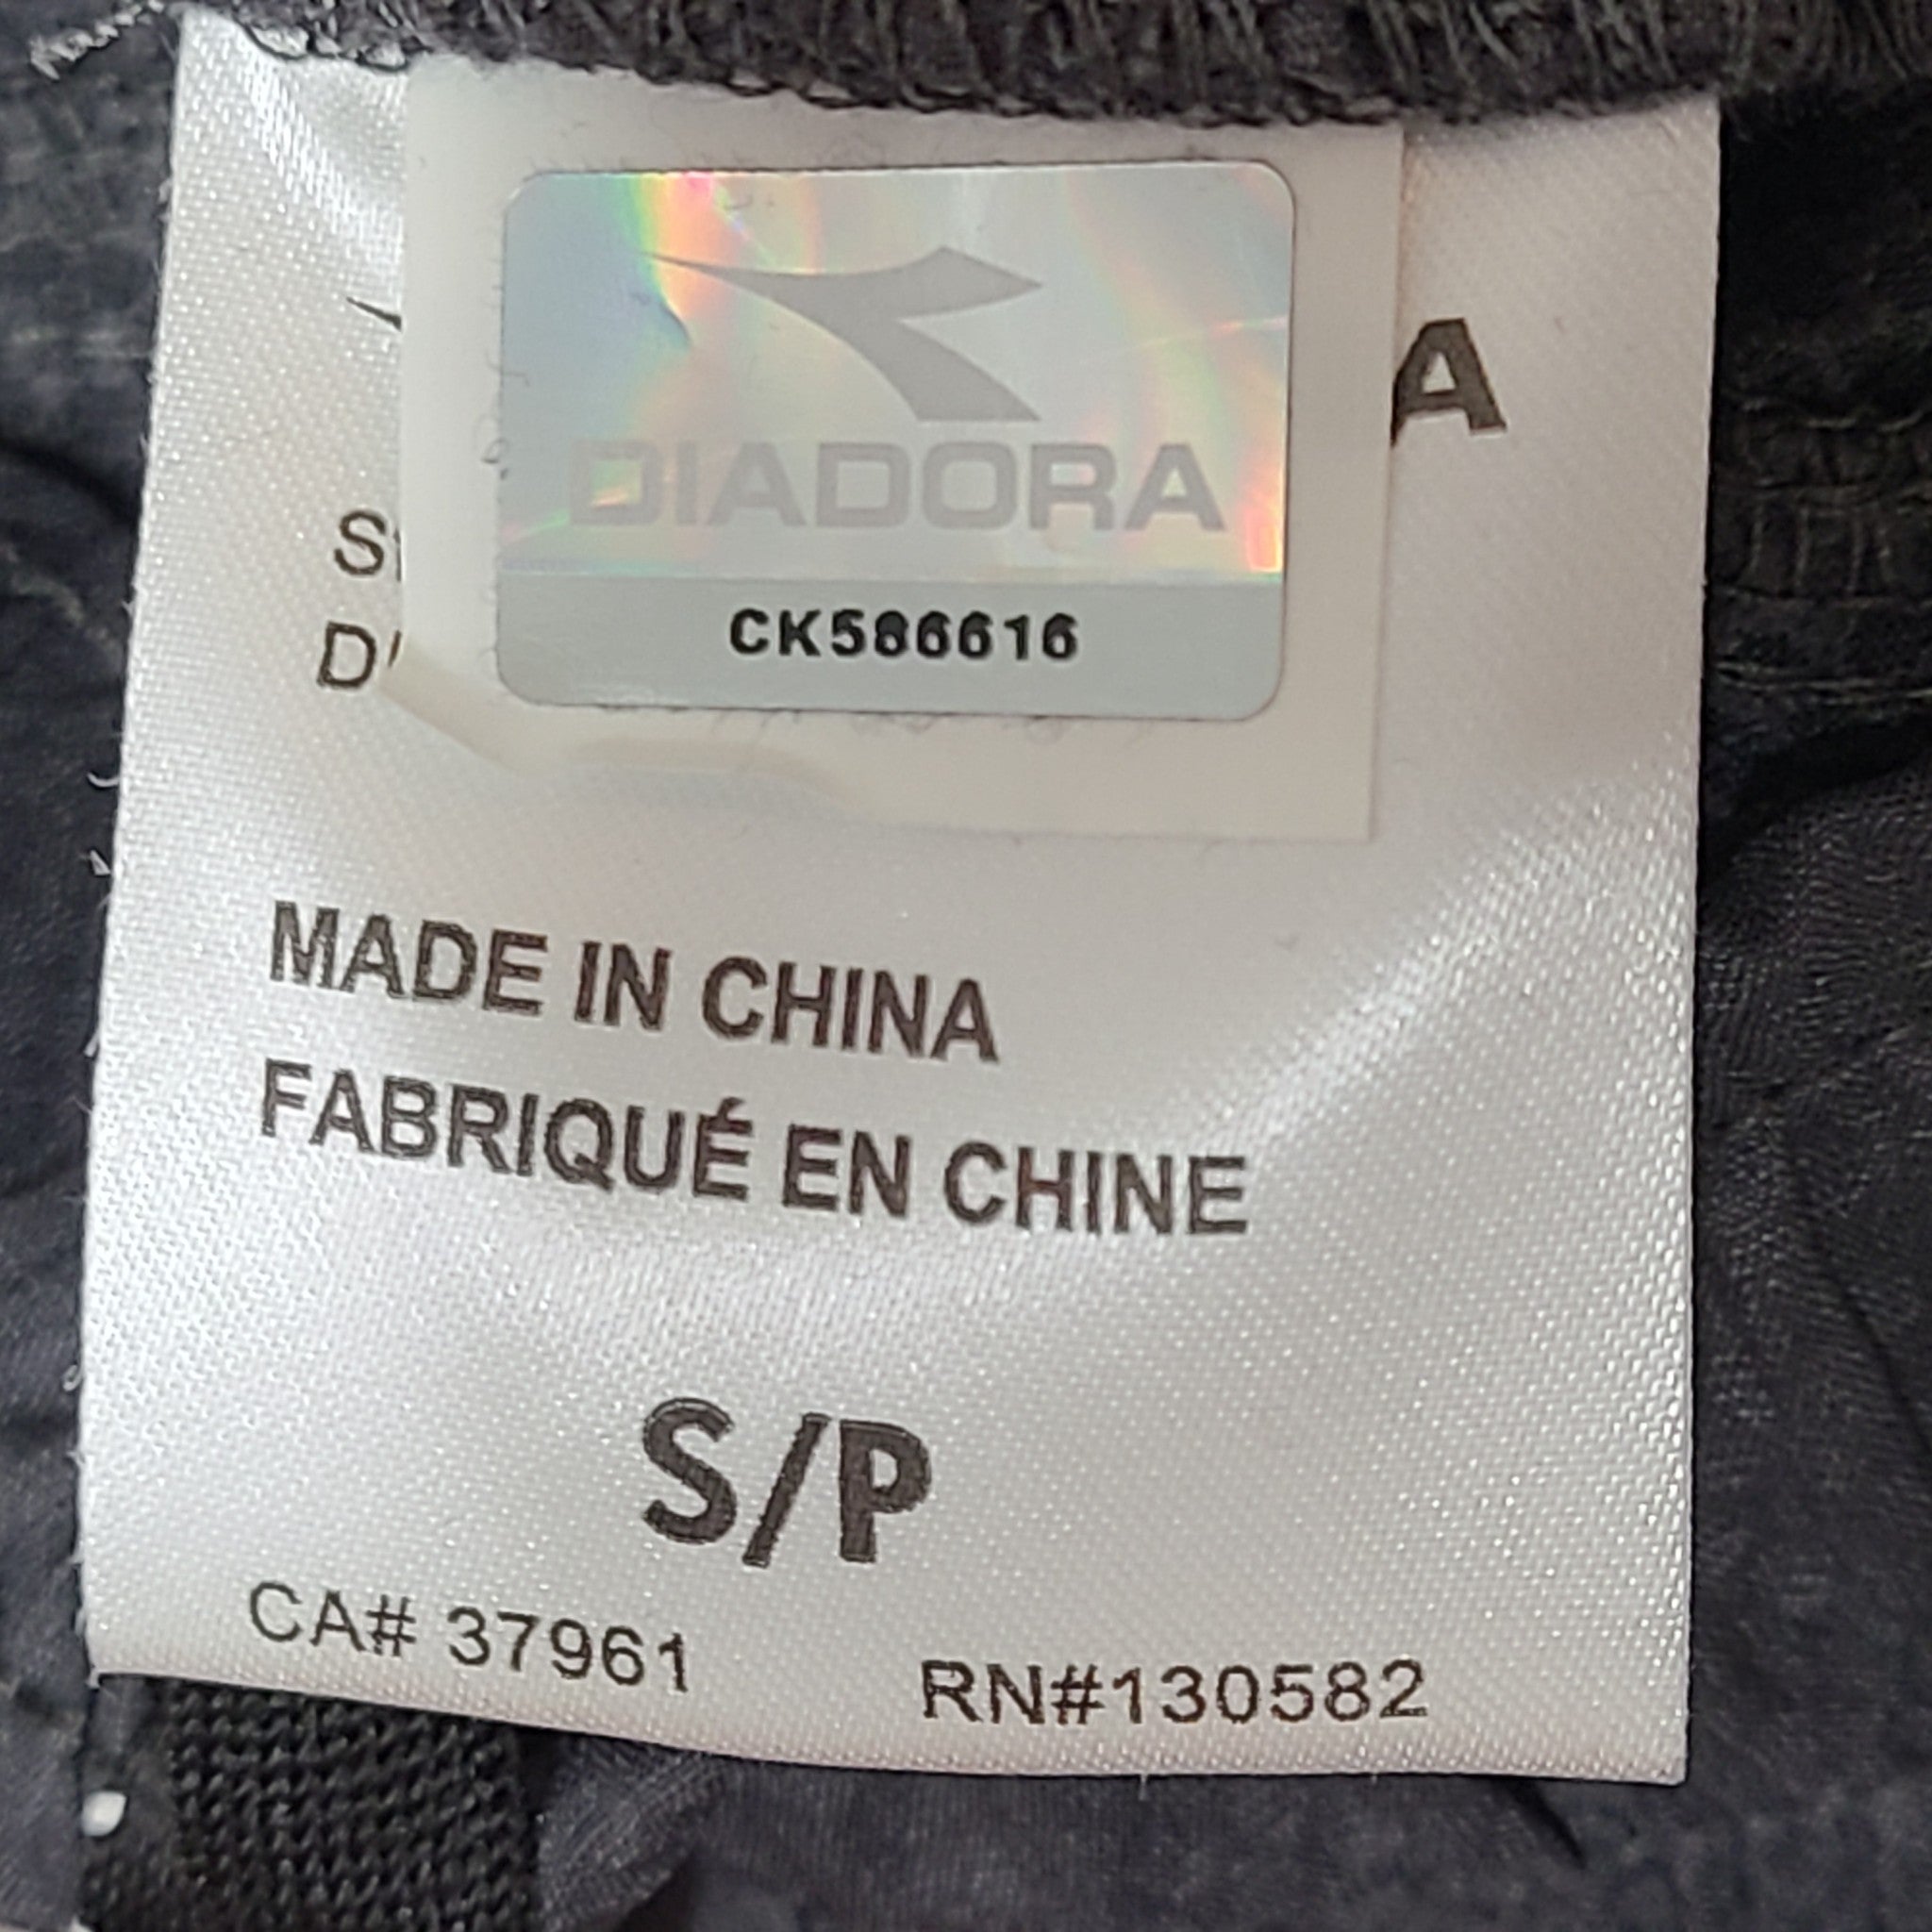 DIADORA
CK586616
MADE IN CHINA
FABRIQUÉ EN CHINE
S/P
CA# 37961
RN#130582